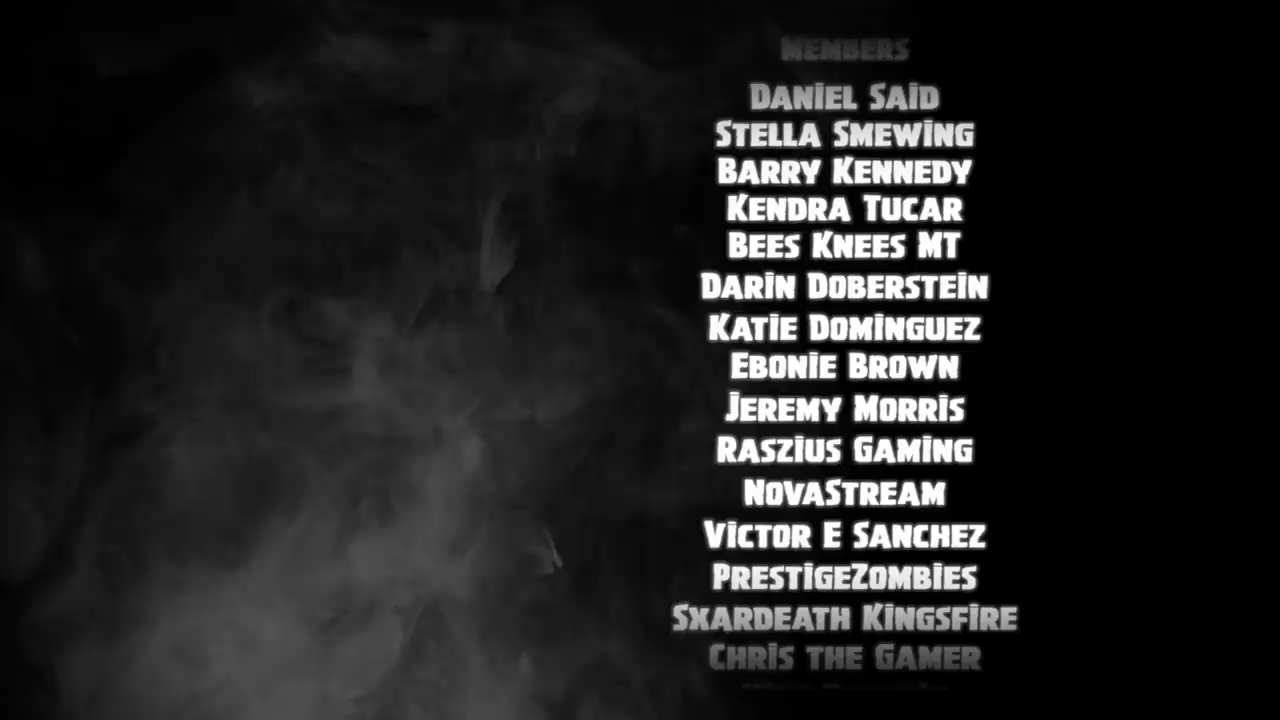 Members
Daniel Said
Stella Smewing
Barry Kennedy
Kendra Tucar
Bees Knees MT
Darin Doberstein
Katie Dominguez
Ebonie Brown
Jeremy Morris
Raszius Gaming
NovaStream
Victor E Sanchez
PrestigeZombies
Sxardeath Kingsfire
Chris the Gamer